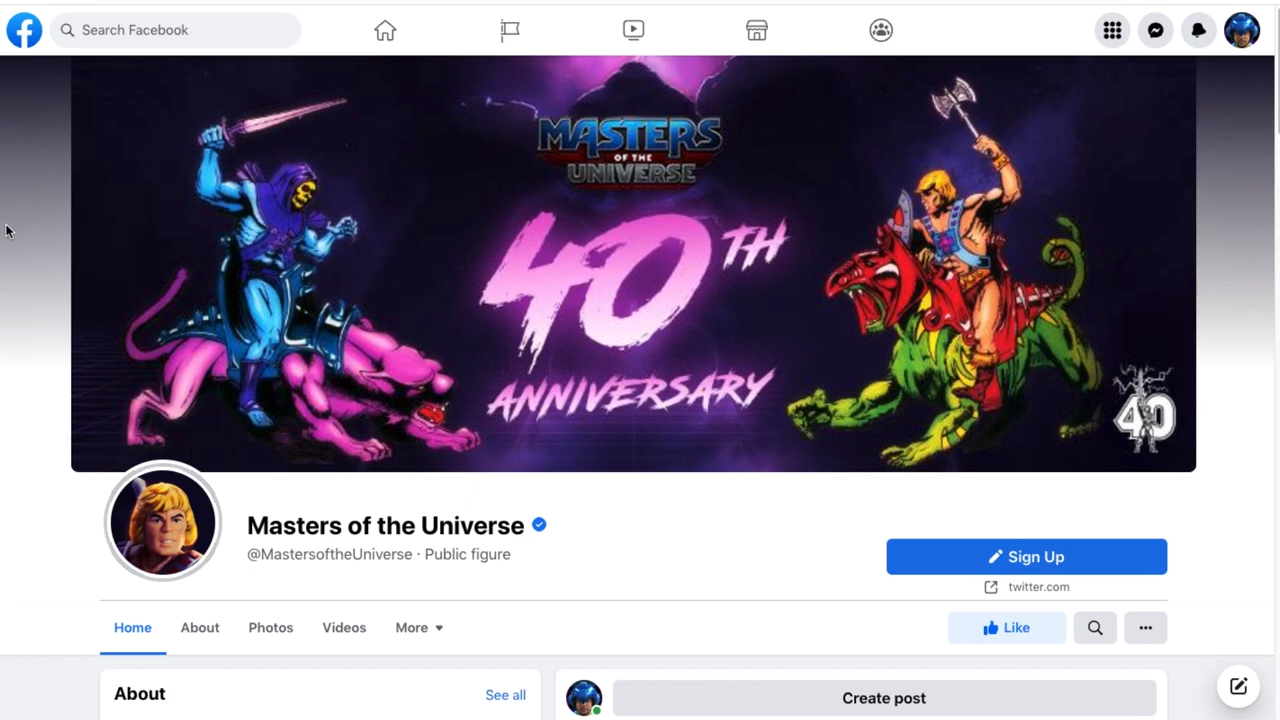 Search Facebook
MASTERS
OF THE
UNIVERSE
40TH
ANNIVERSARY
40
Masters of the Universe
@MastersoftheUniverse · Public figure
Sign Up
twitter.com
Home
About
Photos
Videos
More
Like
About
See all
Create post